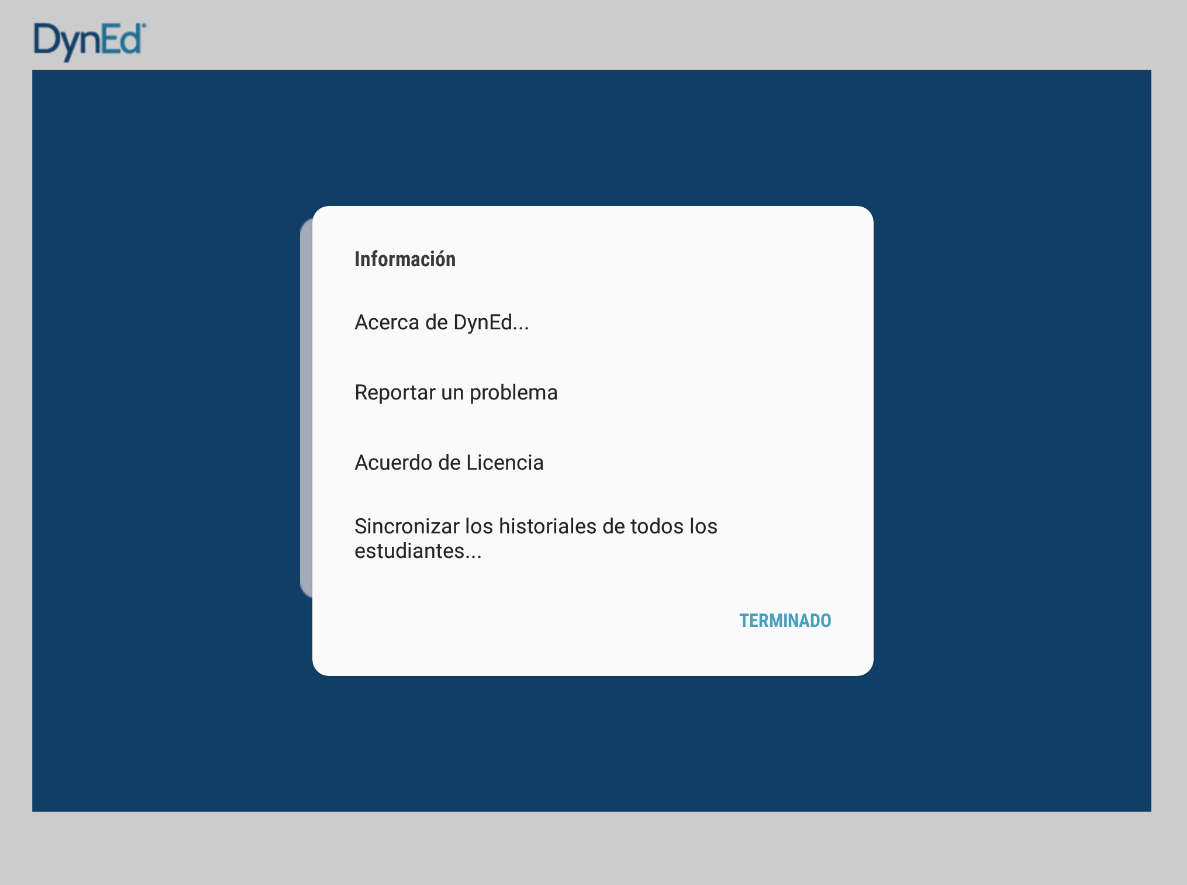 DynEd
Información
Acerca de DynEd...
Reportar un problema
Acuerdo de Licencia
Sincronizar los historiales de todos los
estudiantes...
TERMINADO